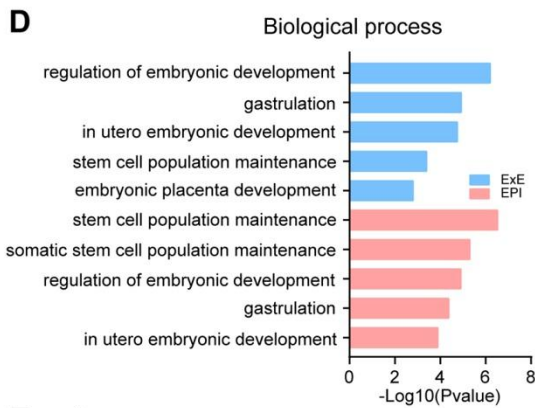 D
Biological process
regulation of embryonic development
gastrulation
in utero embryonic development
stem cell population maintenance
embryonic placenta development
stem cell population maintenance
somatic stem cell population maintenance
regulation of embryonic development
gastrulation
in utero embryonic development
ExE
EPI
0 2 4 6 8
-Log10(Pvalue)